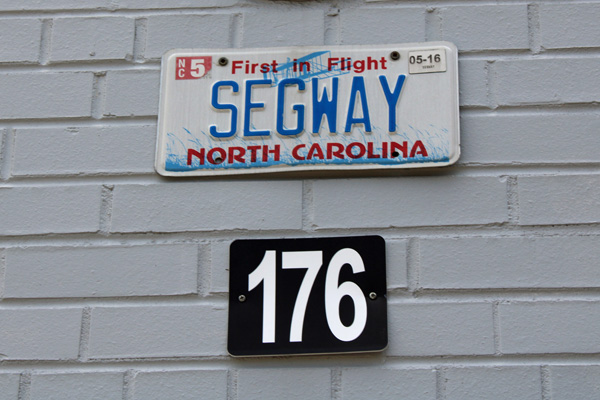 NC 5 First in Flight 05-16
SEGWAY
NORTH CAROLINA
176